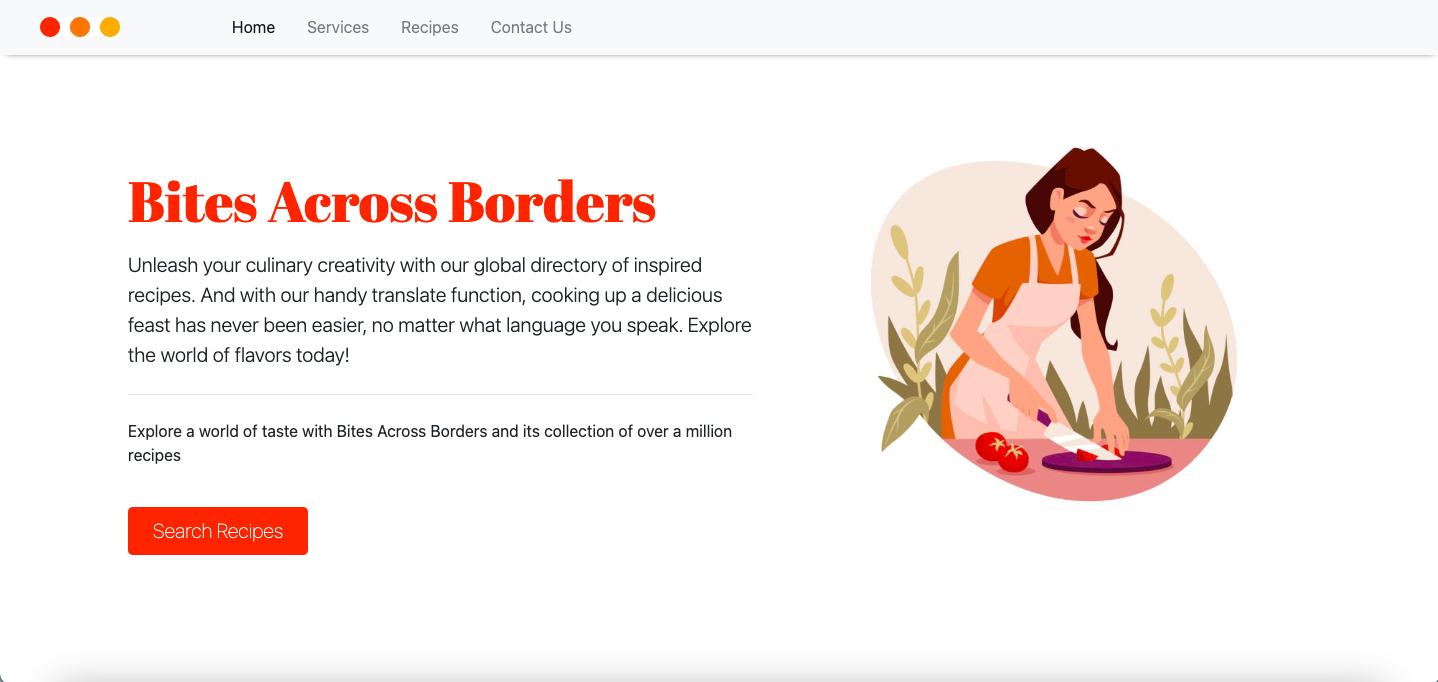 Home Services Recipes Contact Us
Bites Across Borders
Unleash your culinary creativity with our global directory of inspired
recipes. And with our handy translate function, cooking up a delicious
feast has never been easier, no matter what language you speak. Explore
the world of flavors today!
Explore a world of taste with Bites Across Borders and its collection of over a million
recipes
Search Recipes